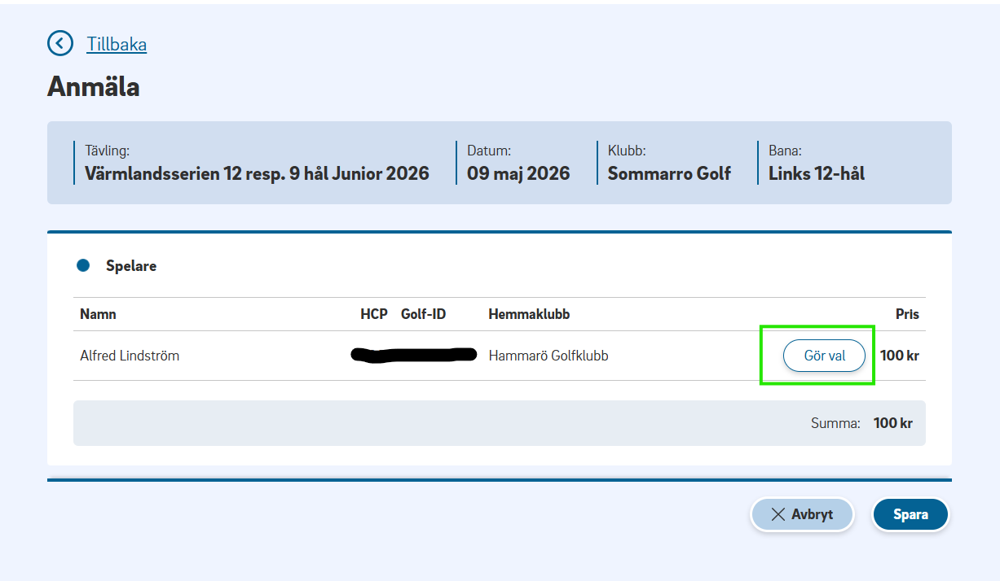 Tillbaka
Anmäla
Tävling: Datum: Klubb: Bana:
Värmlandsserien 12 resp. 9 hål Junior 2026 09 maj 2026 Sommarro Golf Links 12-hål
Spelare
Namn HCP Golf-ID Hemmaklubb Pris
Alfred Lindström Hammarö Golfklubb Gör val 100 kr
Summa: 100 kr
Avbryt Spara